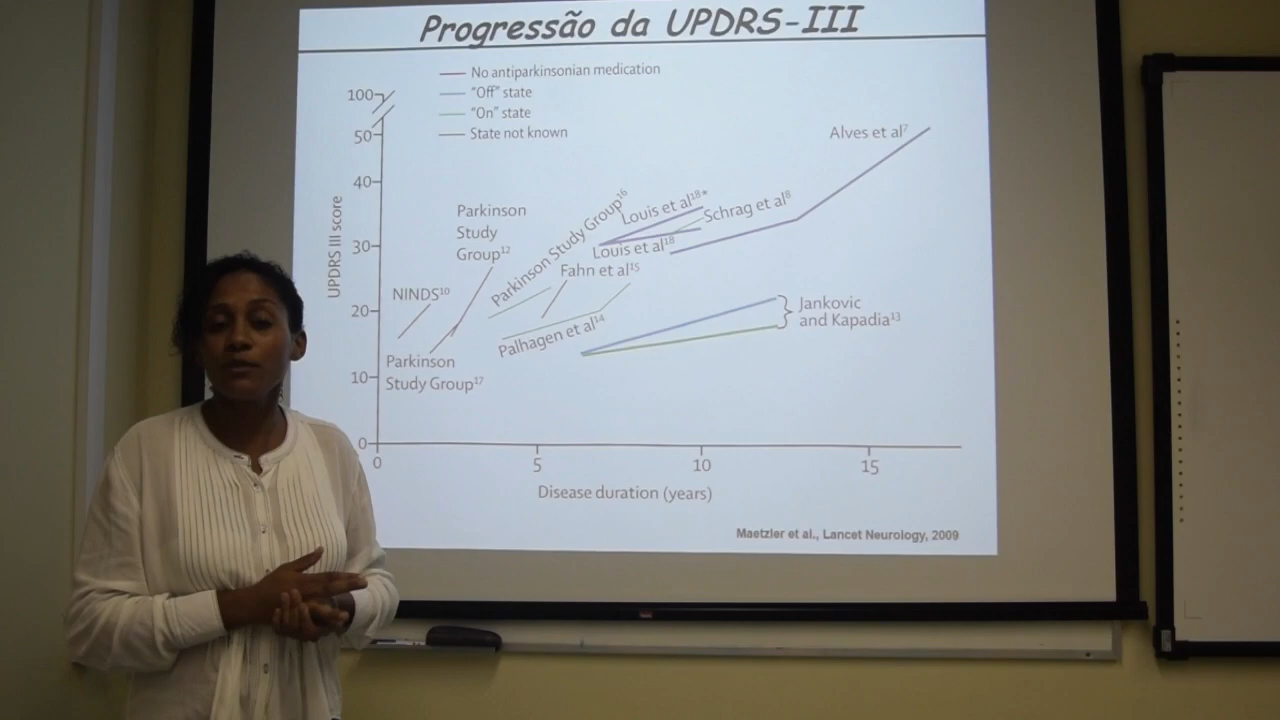 Progressão da UPDRS-III
No antiparkinsonian medication
"Off" state
"On" state
State not known
100
50
40
30
20
10
0
UPDRS III score
Alves et al7
Parkinson
Study
Group12
Parkinson Study Group16
Louis et al18*
Schrag et al8
Louis et al18
Fahn et al15
NINDS10
Palhagen et al14
Jankovic
and Kapadia13
Parkinson
Study Group17
0
5
10
15
Disease duration (years)
Maetzler et al., Lancet Neurology, 2009